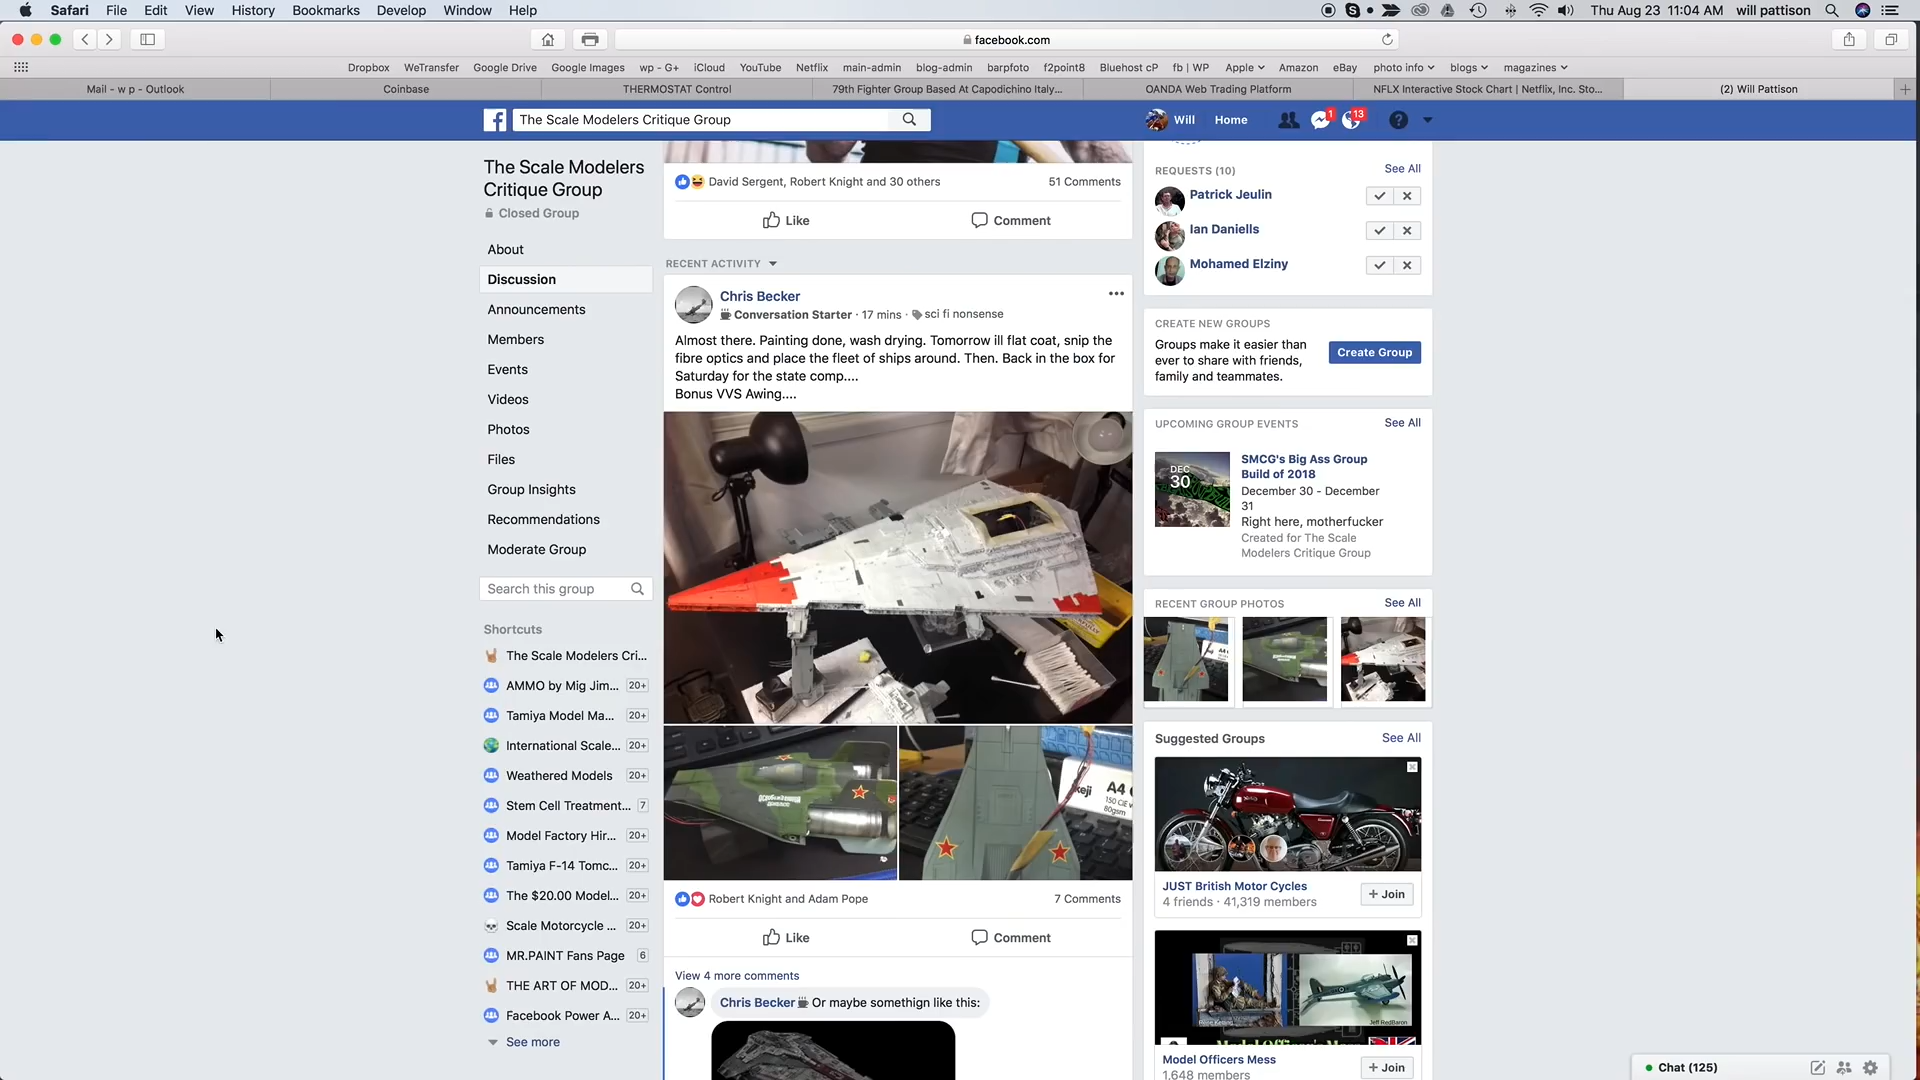 Safari File Edit View History Bookmarks Develop Window Help
Thu Aug 23 11:04 AM will pattison
facebook.com
Dropbox WeTransfer Google Drive Google Images wp - G+ iCloud YouTube Netflix main-admin blog-admin barpfoto f2point8 Bluehost cP fb | WP Apple Amazon eBay photo info blogs magazines
Mail - w p - Outlook Coinbase THERMOSTAT Control 79th Fighter Group Based At Capodichino Italy... OANDA Web Trading Platform NFLX Interactive Stock Chart | Netflix, Inc. Sto... (2) Will Pattison
The Scale Modelers Critique Group
Will Home 1 13
The Scale Modelers
Critique Group
Closed Group
About
Discussion
Announcements
Members
Events
Videos
Photos
Files
Group Insights
Recommendations
Moderate Group
Search this group
Shortcuts
The Scale Modelers Cri...
AMMO by Mig Jim... 20+
Tamiya Model Ma... 20+
International Scale... 20+
Weathered Models 20+
Stem Cell Treatment... 7
Model Factory Hir... 20+
Tamiya F-14 Tomc... 20+
The $20.00 Model... 20+
Scale Motorcycle ... 20+
MR.PAINT Fans Page 6
THE ART OF MOD... 20+
Facebook Power A... 20+
See more
David Sergent, Robert Knight and 30 others 51 Comments
Like Comment
RECENT ACTIVITY
Chris Becker
Conversation Starter · 17 mins · sci fi nonsense
Almost there. Painting done, wash drying. Tomorrow ill flat coat, snip the
fibre optics and place the fleet of ships around. Then. Back in the box for
Saturday for the state comp....
Bonus VVS Awing....
keji A4
150 CIE
80gsm
Robert Knight and Adam Pope 7 Comments
Like Comment
View 4 more comments
Chris Becker Or maybe somethign like this:
REQUESTS (10) See All
Patrick Jeulin
Ian Daniells
Mohamed Elziny
CREATE NEW GROUPS
Groups make it easier than
ever to share with friends,
family and teammates.
Create Group
UPCOMING GROUP EVENTS See All
DEC
30
SMCG's Big Ass Group
Build of 2018
December 30 - December
31
Right here, motherfucker
Created for The Scale
Modelers Critique Group
RECENT GROUP PHOTOS See All
Suggested Groups See All
JUST British Motor Cycles
4 friends · 41,319 members
+ Join
Jeff RedBaron
Model Officer's Mess
Model Officers Mess
1,648 members
+ Join
Chat (125)